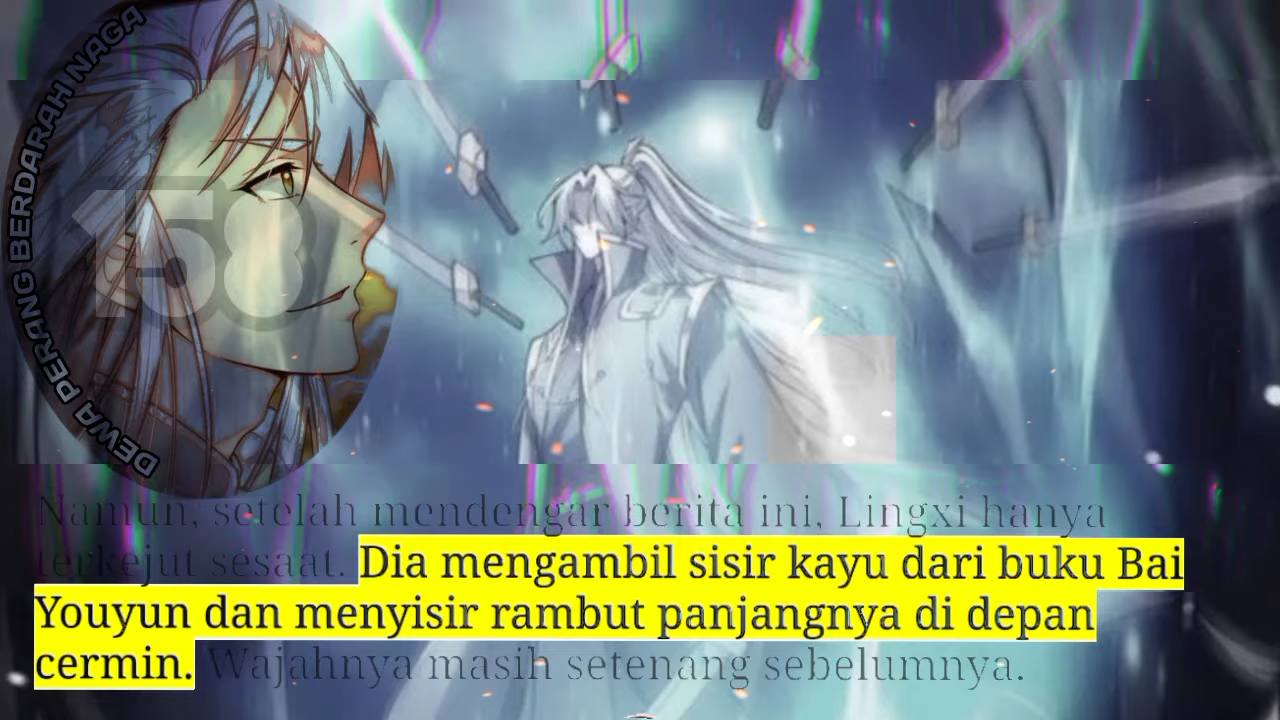 DEWA PERANG BERDARAH NAGA
158
Namun, setelah mendengar berita ini, Lingxi hanya
terkejut sesaat. Dia mengambil sisir kayu dari buku Bai
Youyun dan menyisir rambut panjangnya di depan
cermin. Wajahnya masih setenang sebelumnya.